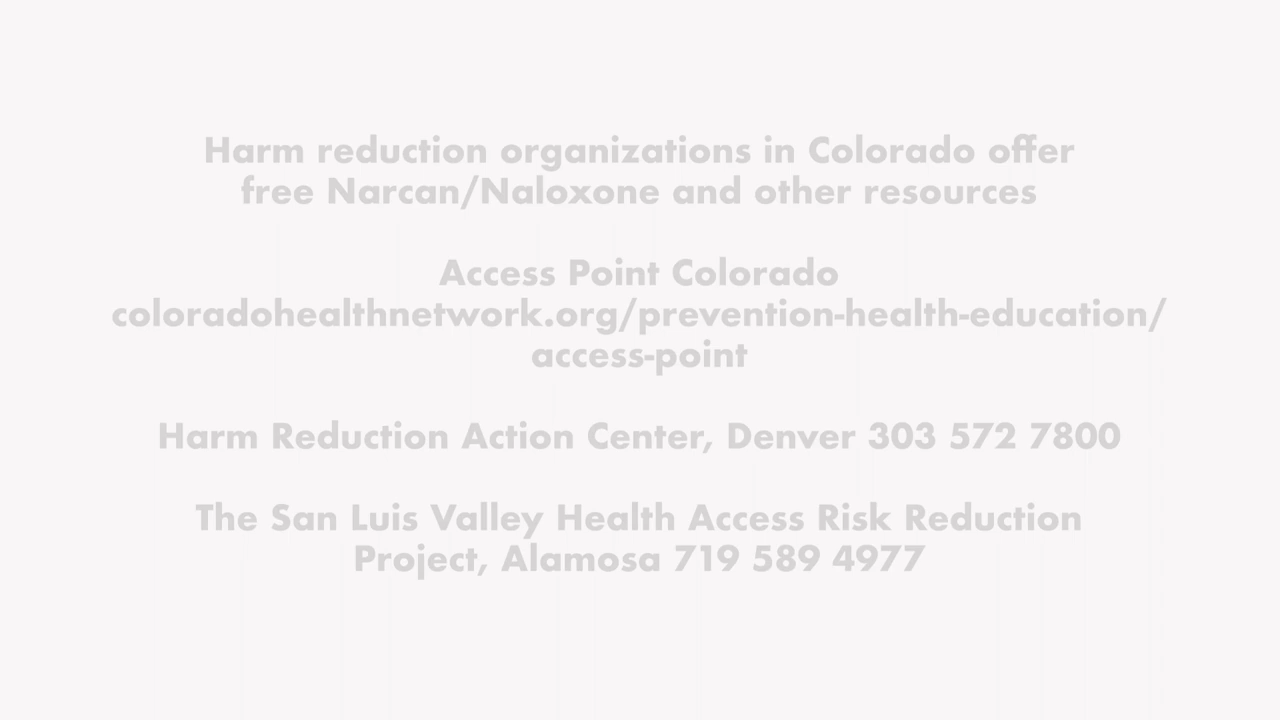 Harm reduction organizations in Colorado offer
free Narcan/Naloxone and other resources
Access Point Colorado
coloradohealthnetwork.org/prevention-health-education/
access-point
Harm Reduction Action Center, Denver 303 572 7800
The San Luis Valley Health Access Risk Reduction
Project, Alamosa 719 589 4977